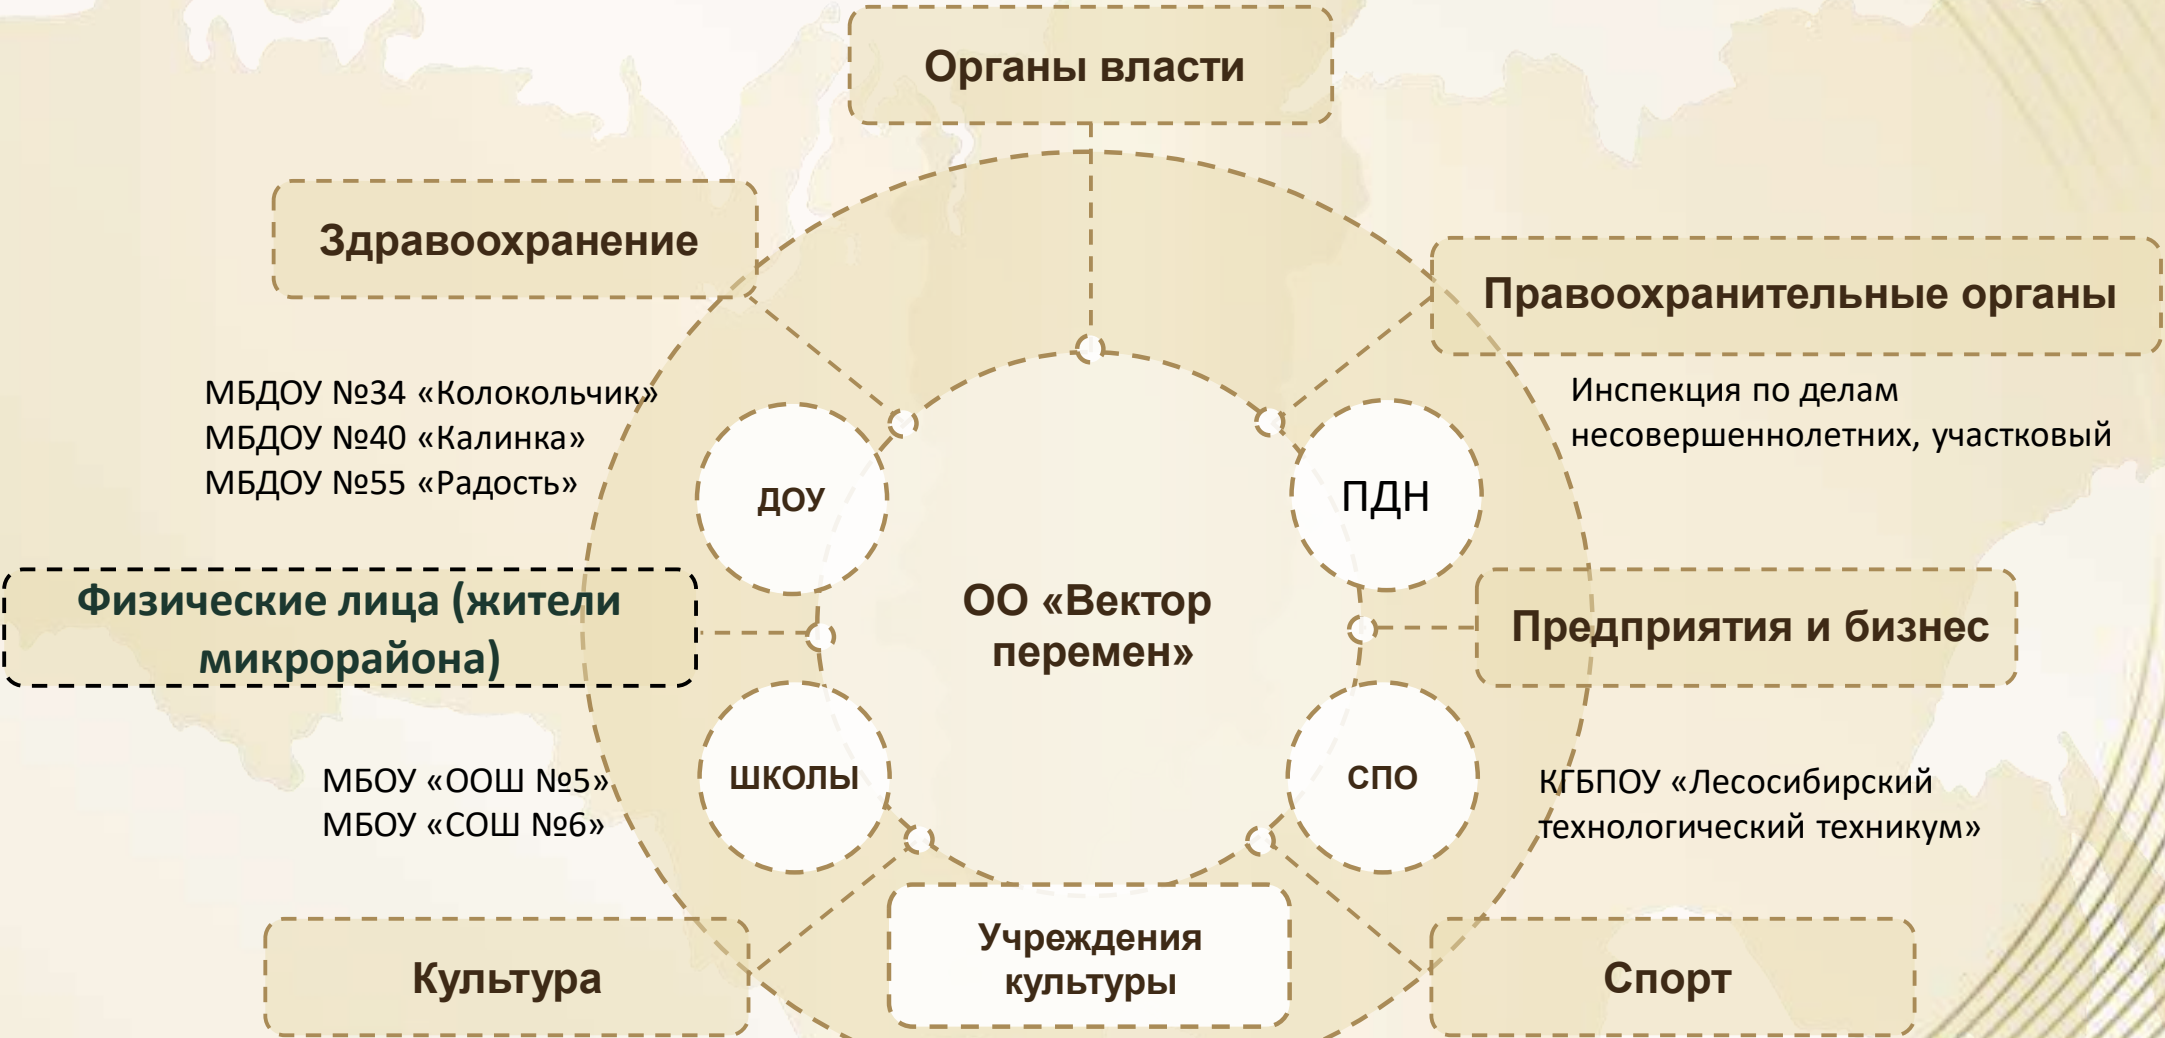 Органы власти
Здравоохранение
Правоохранительные органы
МБДОУ №34 «Колокольчик»
МБДОУ №40 «Калинка»
МБДОУ №55 «Радость»
Инспекция по делам
несовершеннолетних, участковый
ДОУ
ПДН
Физические лица (жители
микрорайона)
ОО «Вектор
перемен»
Предприятия и бизнес
МБОУ «ООШ №5»
МБОУ «СОШ №6»
ШКОЛЫ
СПО
КГБПОУ «Лесосибирский
технологический техникум»
Культура
Учреждения
культуры
Спорт